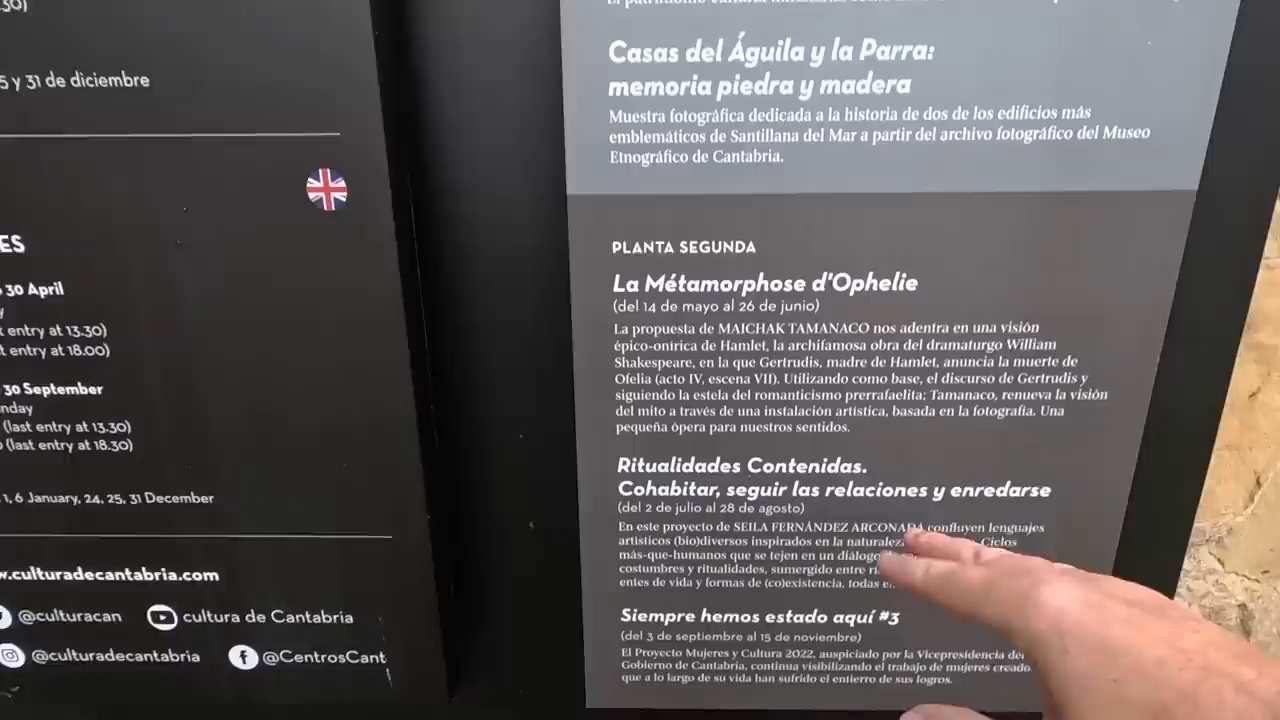 .30)
5 y 31 de diciembre
ES
30 April
y
t entry at 13.30)
t entry at 18.00)
30 September
nday
(last entry at 13.30)
(last entry at 18.30)
1, 6 January, 24, 25, 31 December
w.culturadecantabria.com
@culturacan
cultura de Cantabria
@culturadecantabria
@CentrosCant
Casas del Águila y la Parra:
memoria piedra y madera
Muestra fotográfica dedicada a la historia de dos de los edificios más
emblemáticos de Santillana del Mar a partir del archivo fotográfico del Museo
Etnográfico de Cantabria.
PLANTA SEGUNDA
La Métamorphose d'Ophelie
(del 14 de mayo al 26 de junio)
La propuesta de MAICHAK TAMANACO nos adentra en una visión
épico-onírica de Hamlet, la archifamosa obra del dramaturgo William
Shakespeare, en la que Gertrudis, madre de Hamlet, anuncia la muerte de
Ofelia (acto IV, escena VII). Utilizando como base, el discurso de Gertrudis y
siguiendo la estela del romanticismo prerrafaelita; Tamanaco, renueva la visión
del mito a través de una instalación artística, basada en la fotografía. Una
pequeña ópera para nuestros sentidos.
Ritualidades Contenidas.
Cohabitar, seguir las relaciones y enredarse
(del 2 de julio al 28 de agosto)
En este proyecto de SEILA FERNÁNDEZ ARCONADA confluyen lenguajes
artísticos (bio)diversos inspirados en la naturalez Ciclos
más-que-humanos que se tejen en un diálogo
costumbres y ritualidades, sumergido entre ri
entes de vida y formas de (co)existencia, todas e
Siempre hemos estado aquí #3
(del 3 de septiembre al 15 de noviembre)
El Proyecto Mujeres y Cultura 2022, auspiciado por la Vicepresidencia del
Gobierno de Cantabria, continua visibilizando el trabajo de mujeres creado
que a lo largo de su vida han sufrido el entierro de sus logros.